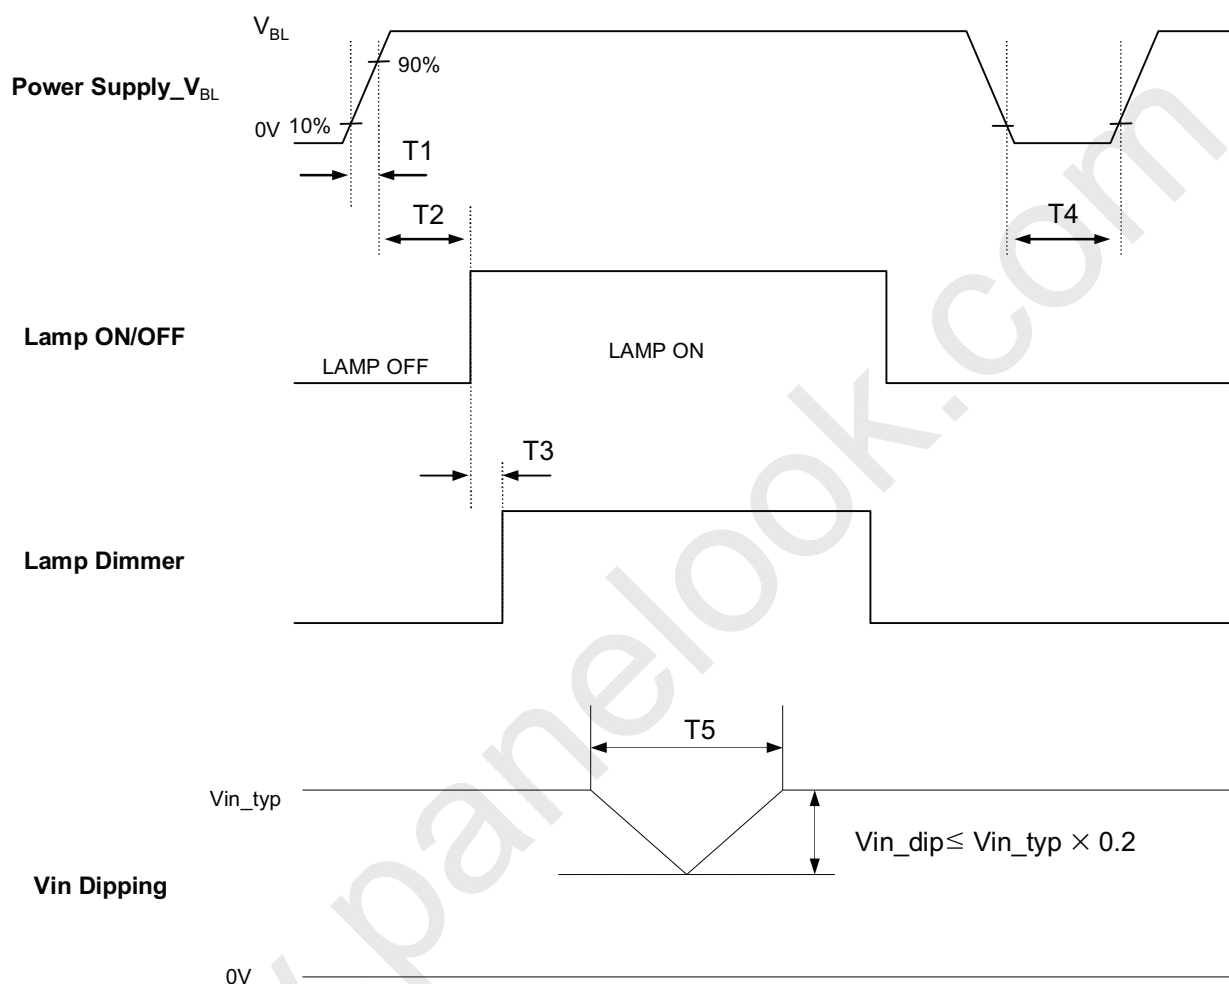 V_BL
90%
Power Supply_V_BL
0V 10%
T1
T2
T4
Lamp ON/OFF
LAMP OFF
LAMP ON
T3
Lamp Dimmer
T5
Vin_typ
Vin_dip≦ Vin_typ × 0.2
Vin Dipping
0V
panelook.com